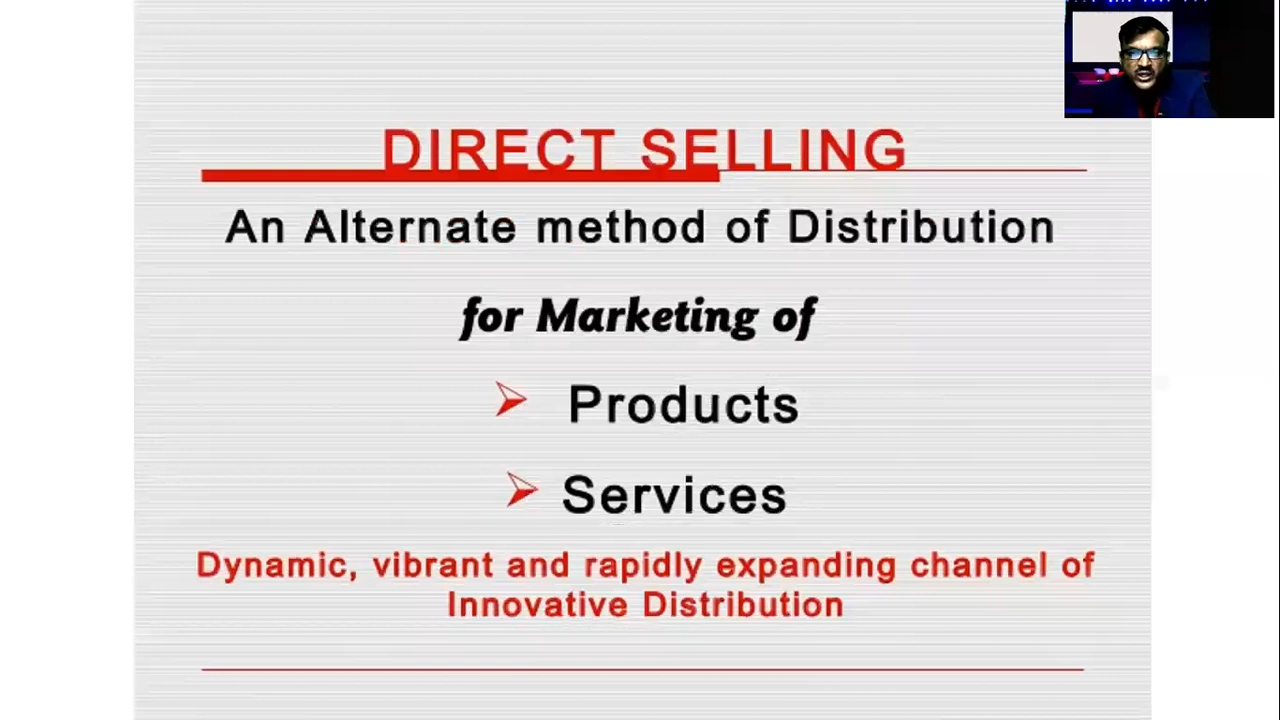 DIRECT SELLING
An Alternate method of Distribution
for Marketing of
Products
Services
Dynamic, vibrant and rapidly expanding channel of
Innovative Distribution